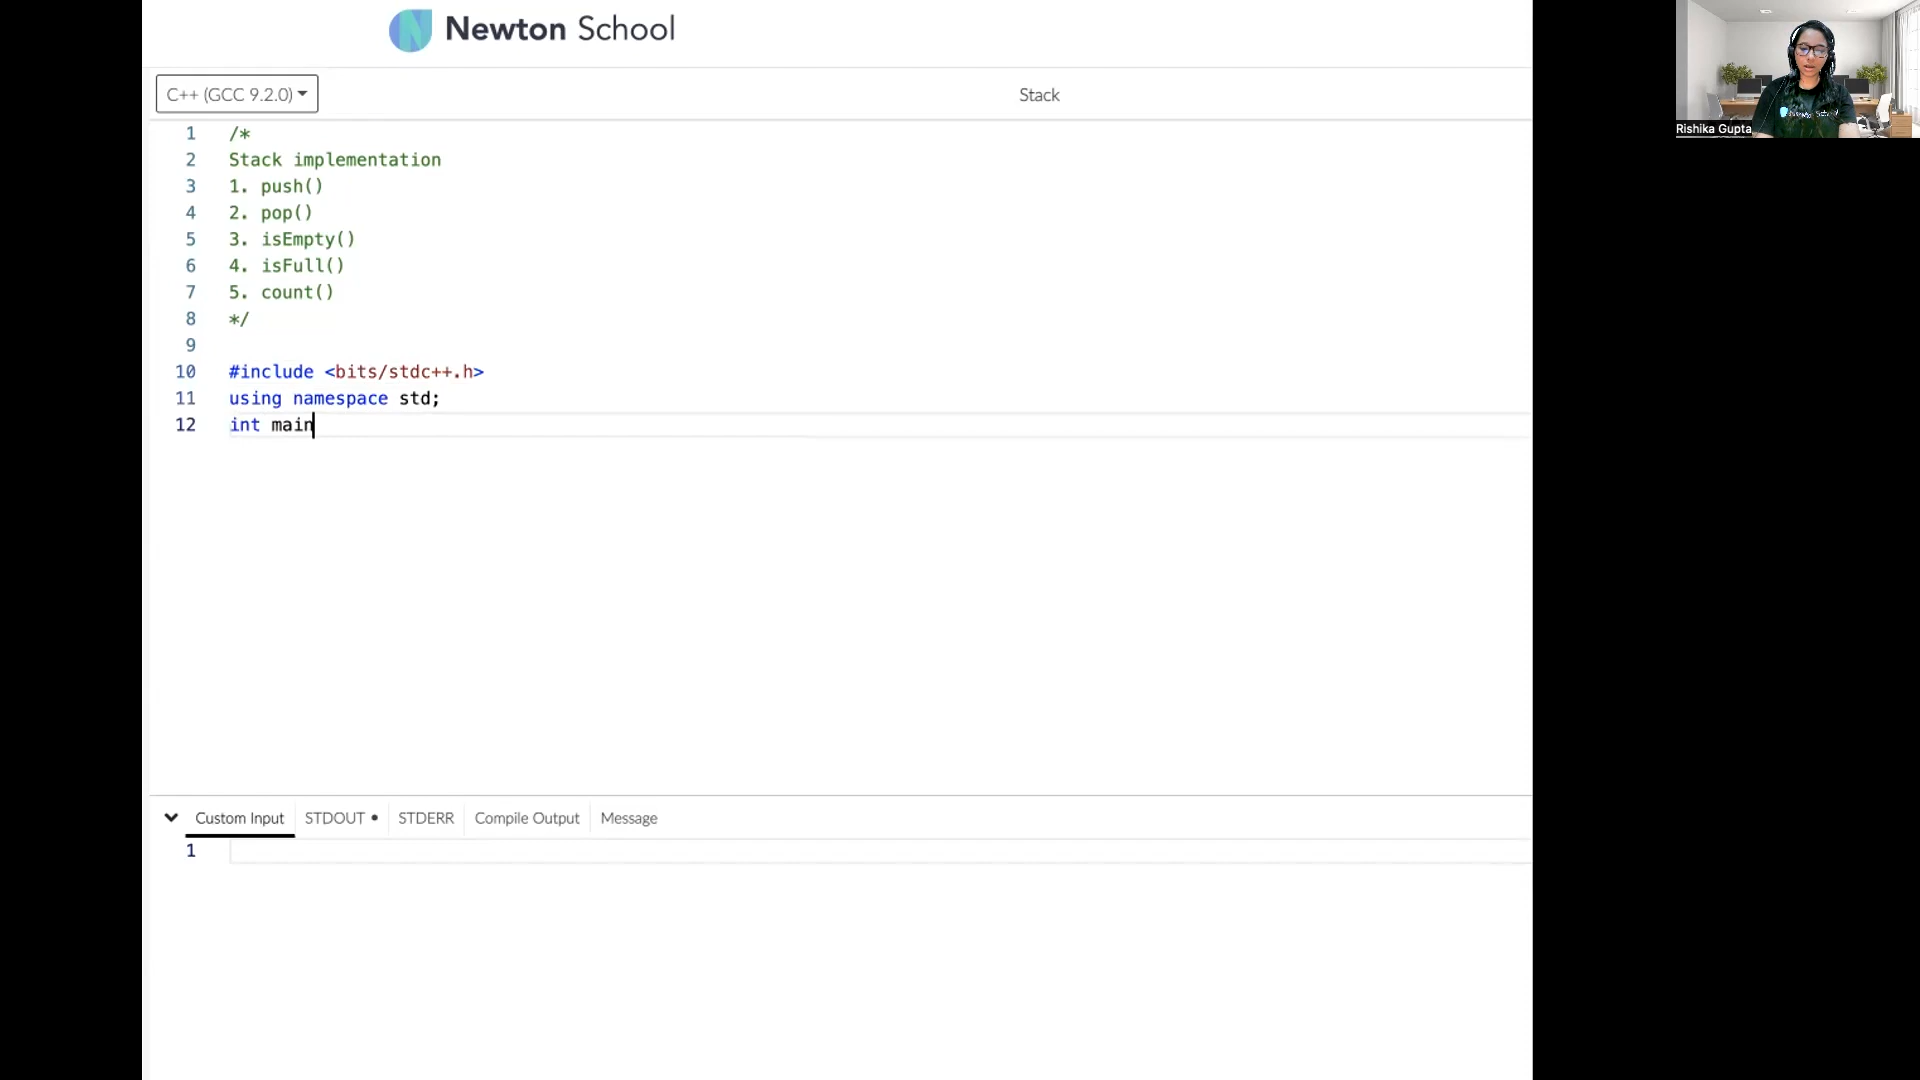 Newton School
C++ (GCC 9.2.0)
Stack
1 /*
2 Stack implementation
3 1. push()
4 2. pop()
5 3. isEmpty()
6 4. isFull()
7 5. count()
8 */
9
10 #include <bits/stdc++.h>
11 using namespace std;
12 int main
Custom Input STDOUT • STDERR Compile Output Message
1
Newton School
Rishika Gupta